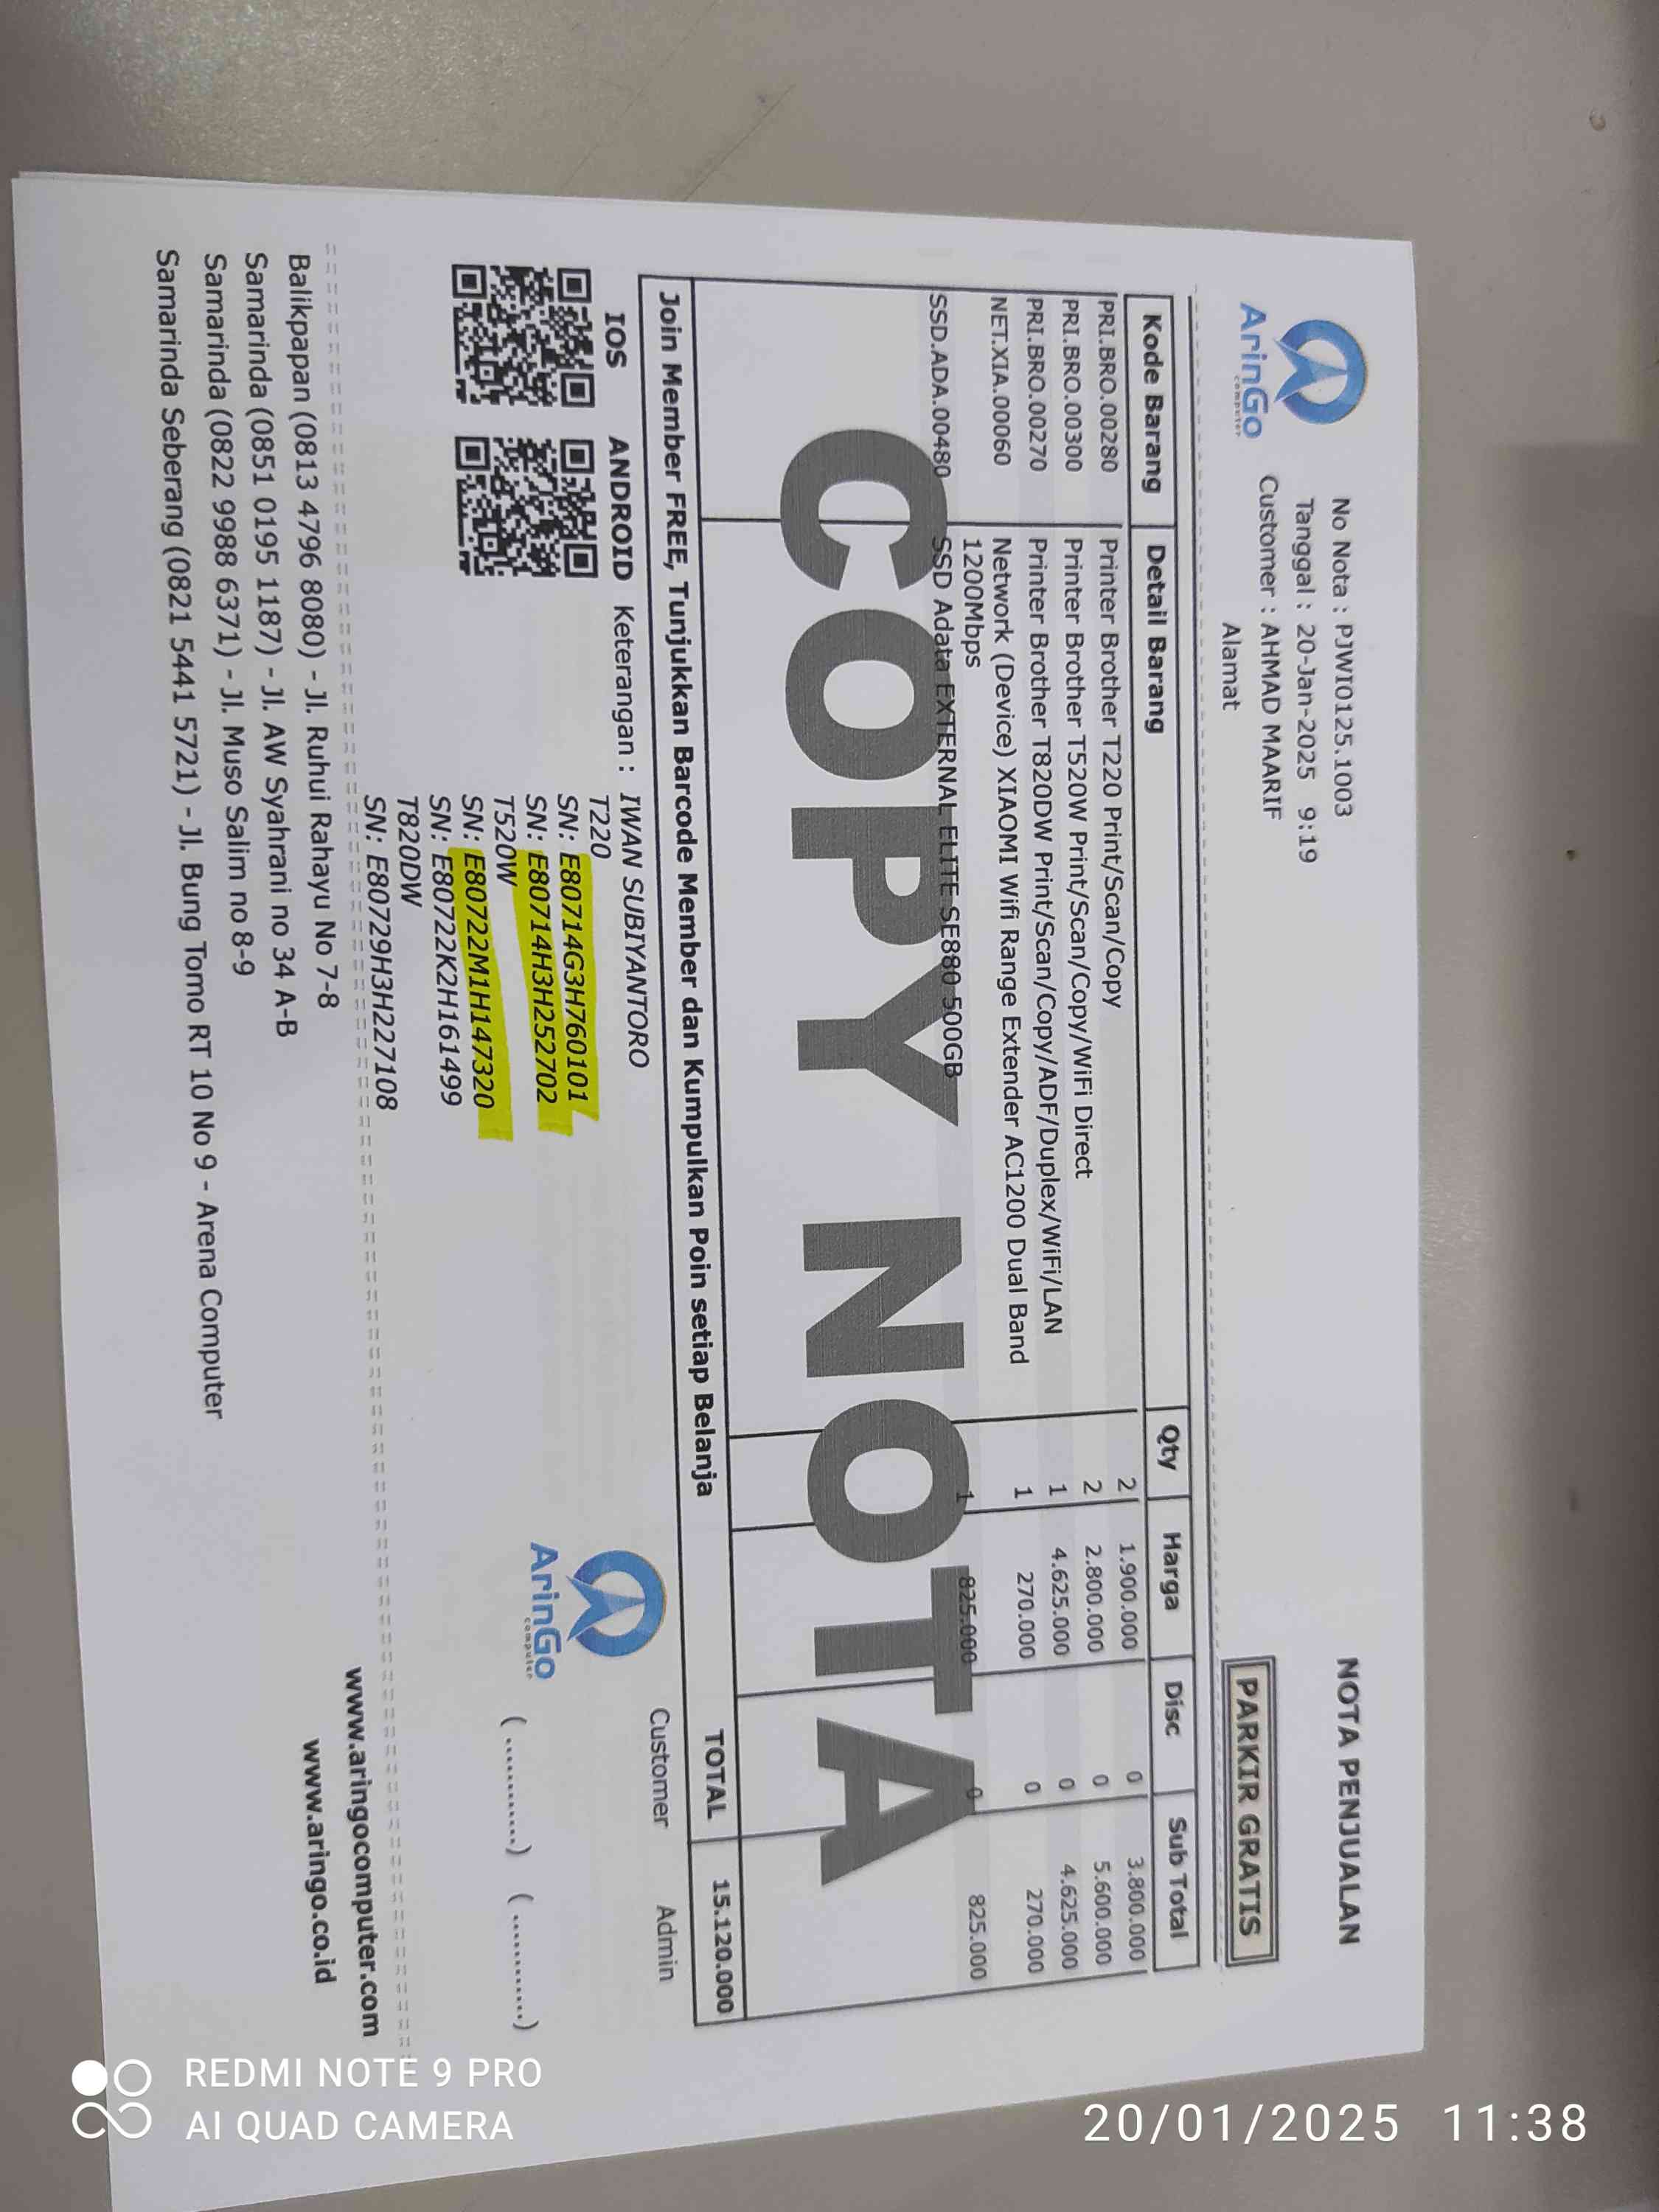 AringGo
computer
No Nota : PJWI0125.1003
Tanggal : 20-Jan-2025 9:19
Customer : AHMAD MAARIF
Alamat
NOTA PENJUALAN
PARKIR GRATIS
Kode Barang Detail Barang Qty Harga Disc Sub Total
PRI.BRO.00280 Printer Brother T220 Print/Scan/Copy 2 1.900.000 0 3.800.000
PRI.BRO.00300 Printer Brother T520W Print/Scan/Copy/WiFi Direct 2 2.800.000 0 5.600.000
PRI.BRO.00270 Printer Brother T820DW Print/Scan/Copy/ADF/Duplex/WiFi/LAN 1 4.625.000 0 4.625.000
NET.XIA.00060 Network (Device) XIAOMI Wifi Range Extender AC1200 Dual Band 1 270.000 0 270.000
1200Mbps
SSD.ADA.00480 SSD Adata EXTERNAL ELITE SE880 500GB 1 825.000 0 825.000
COPY NOTA
Join Member FREE, Tunjukkan Barcode Member dan Kumpulkan Poin setiap Belanja TOTAL 15.120.000
IOS ANDROID Keterangan : IWAN SUBIYANTORO
T220
SN: E80714G3H760101
SN: E80714H3H252702
T520W
SN: E80722M1H147320
SN: E80722K2H161499
T820DW
SN: E80729H3H227108
AringGo
computer
Customer Admin
( ............) ( ............)
Balikpapan (0813 4796 8080) - Jl. Ruhui Rahayu No 7-8
Samarinda (0851 0195 1187) - Jl. AW Syahrani no 34 A-B
Samarinda (0822 9988 6371) - Jl. Muso Salim no 8-9
Samarinda Seberang (0821 5441 5721) - Jl. Bung Tomo RT 10 No 9 - Arena Computer
www.aringocomputer.com
www.aringo.co.id
REDMI NOTE 9 PRO
AI QUAD CAMERA
20/01/2025 11:38